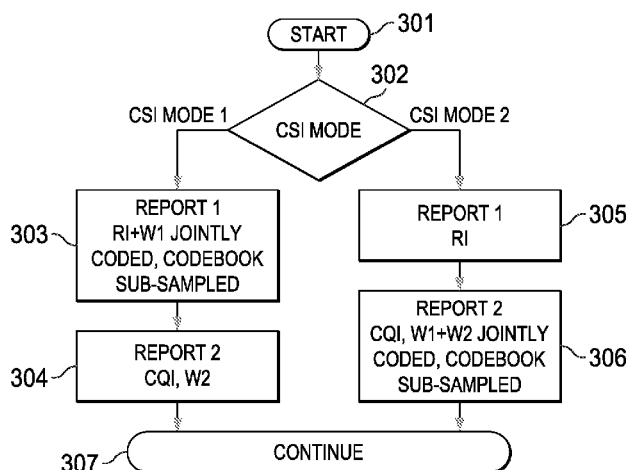 START
301
302
CSI MODE 1
CSI MODE
CSI MODE 2
303
REPORT 1
RI+W1 JOINTLY
CODED, CODEBOOK
SUB-SAMPLED
REPORT 1
RI
305
304
REPORT 2
CQI, W2
REPORT 2
CQI, W1+W2 JOINTLY
CODED, CODEBOOK
SUB-SAMPLED
306
307
CONTINUE